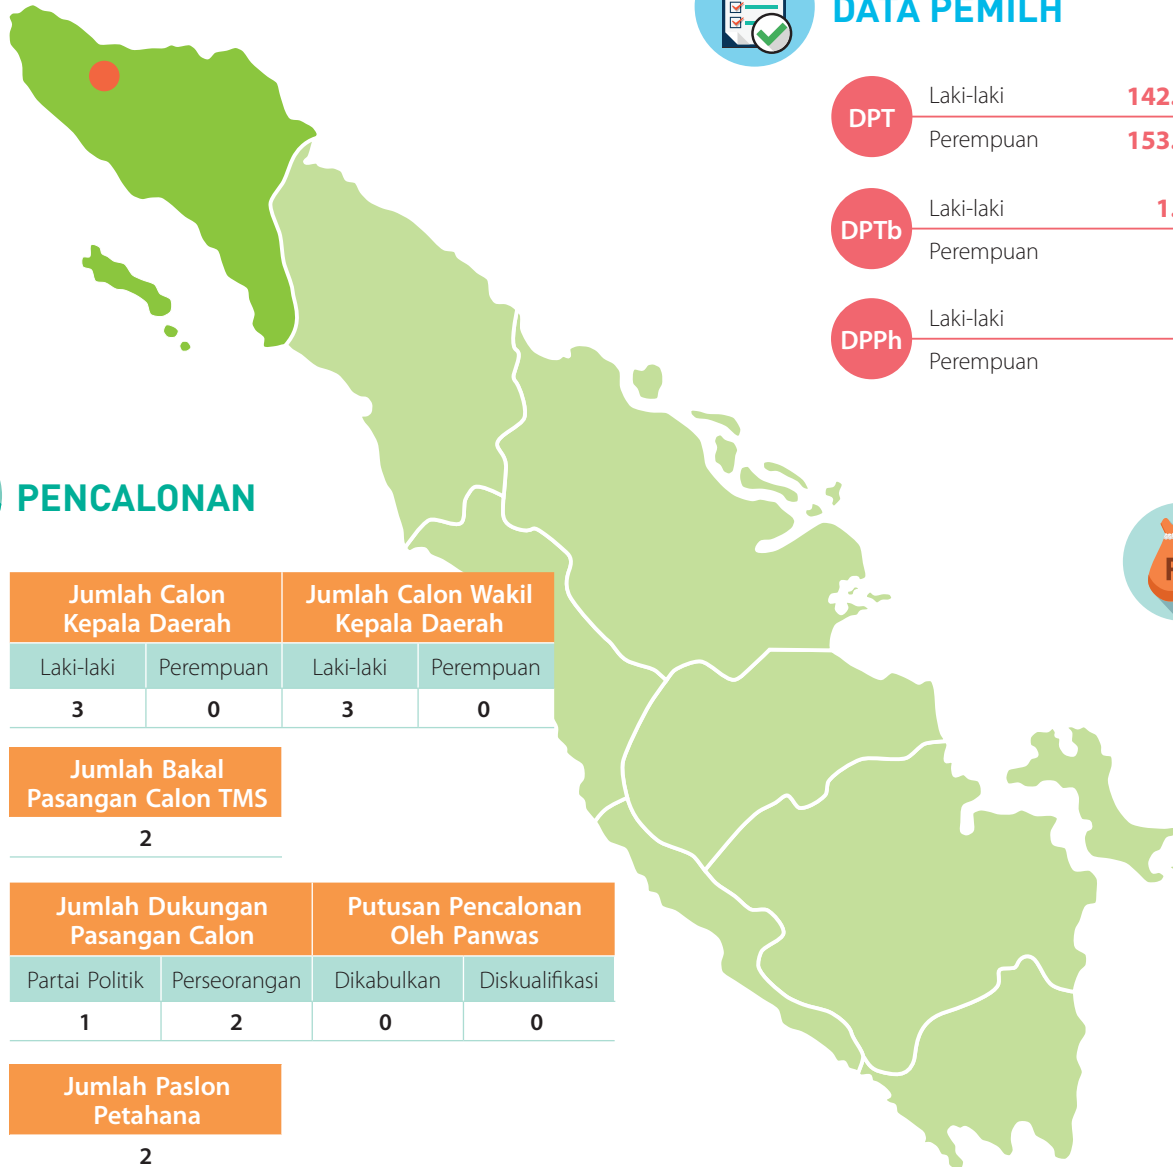 DATA PEMILH
DPT
Laki-laki 142.
Perempuan 153.
DPTb
Laki-laki 1.
Perempuan
DPPh
Laki-laki
Perempuan
PENCALONAN
Jumlah Calon
Kepala Daerah
Jumlah Calon Wakil
Kepala Daerah
Laki-laki Perempuan Laki-laki Perempuan
3 0 3 0
Jumlah Bakal
Pasangan Calon TMS
2
Jumlah Dukungan
Pasangan Calon
Putusan Pencalonan
Oleh Panwas
Partai Politik Perseorangan Dikabulkan Diskualifikasi
1 2 0 0
Jumlah Paslon
Petahana
2